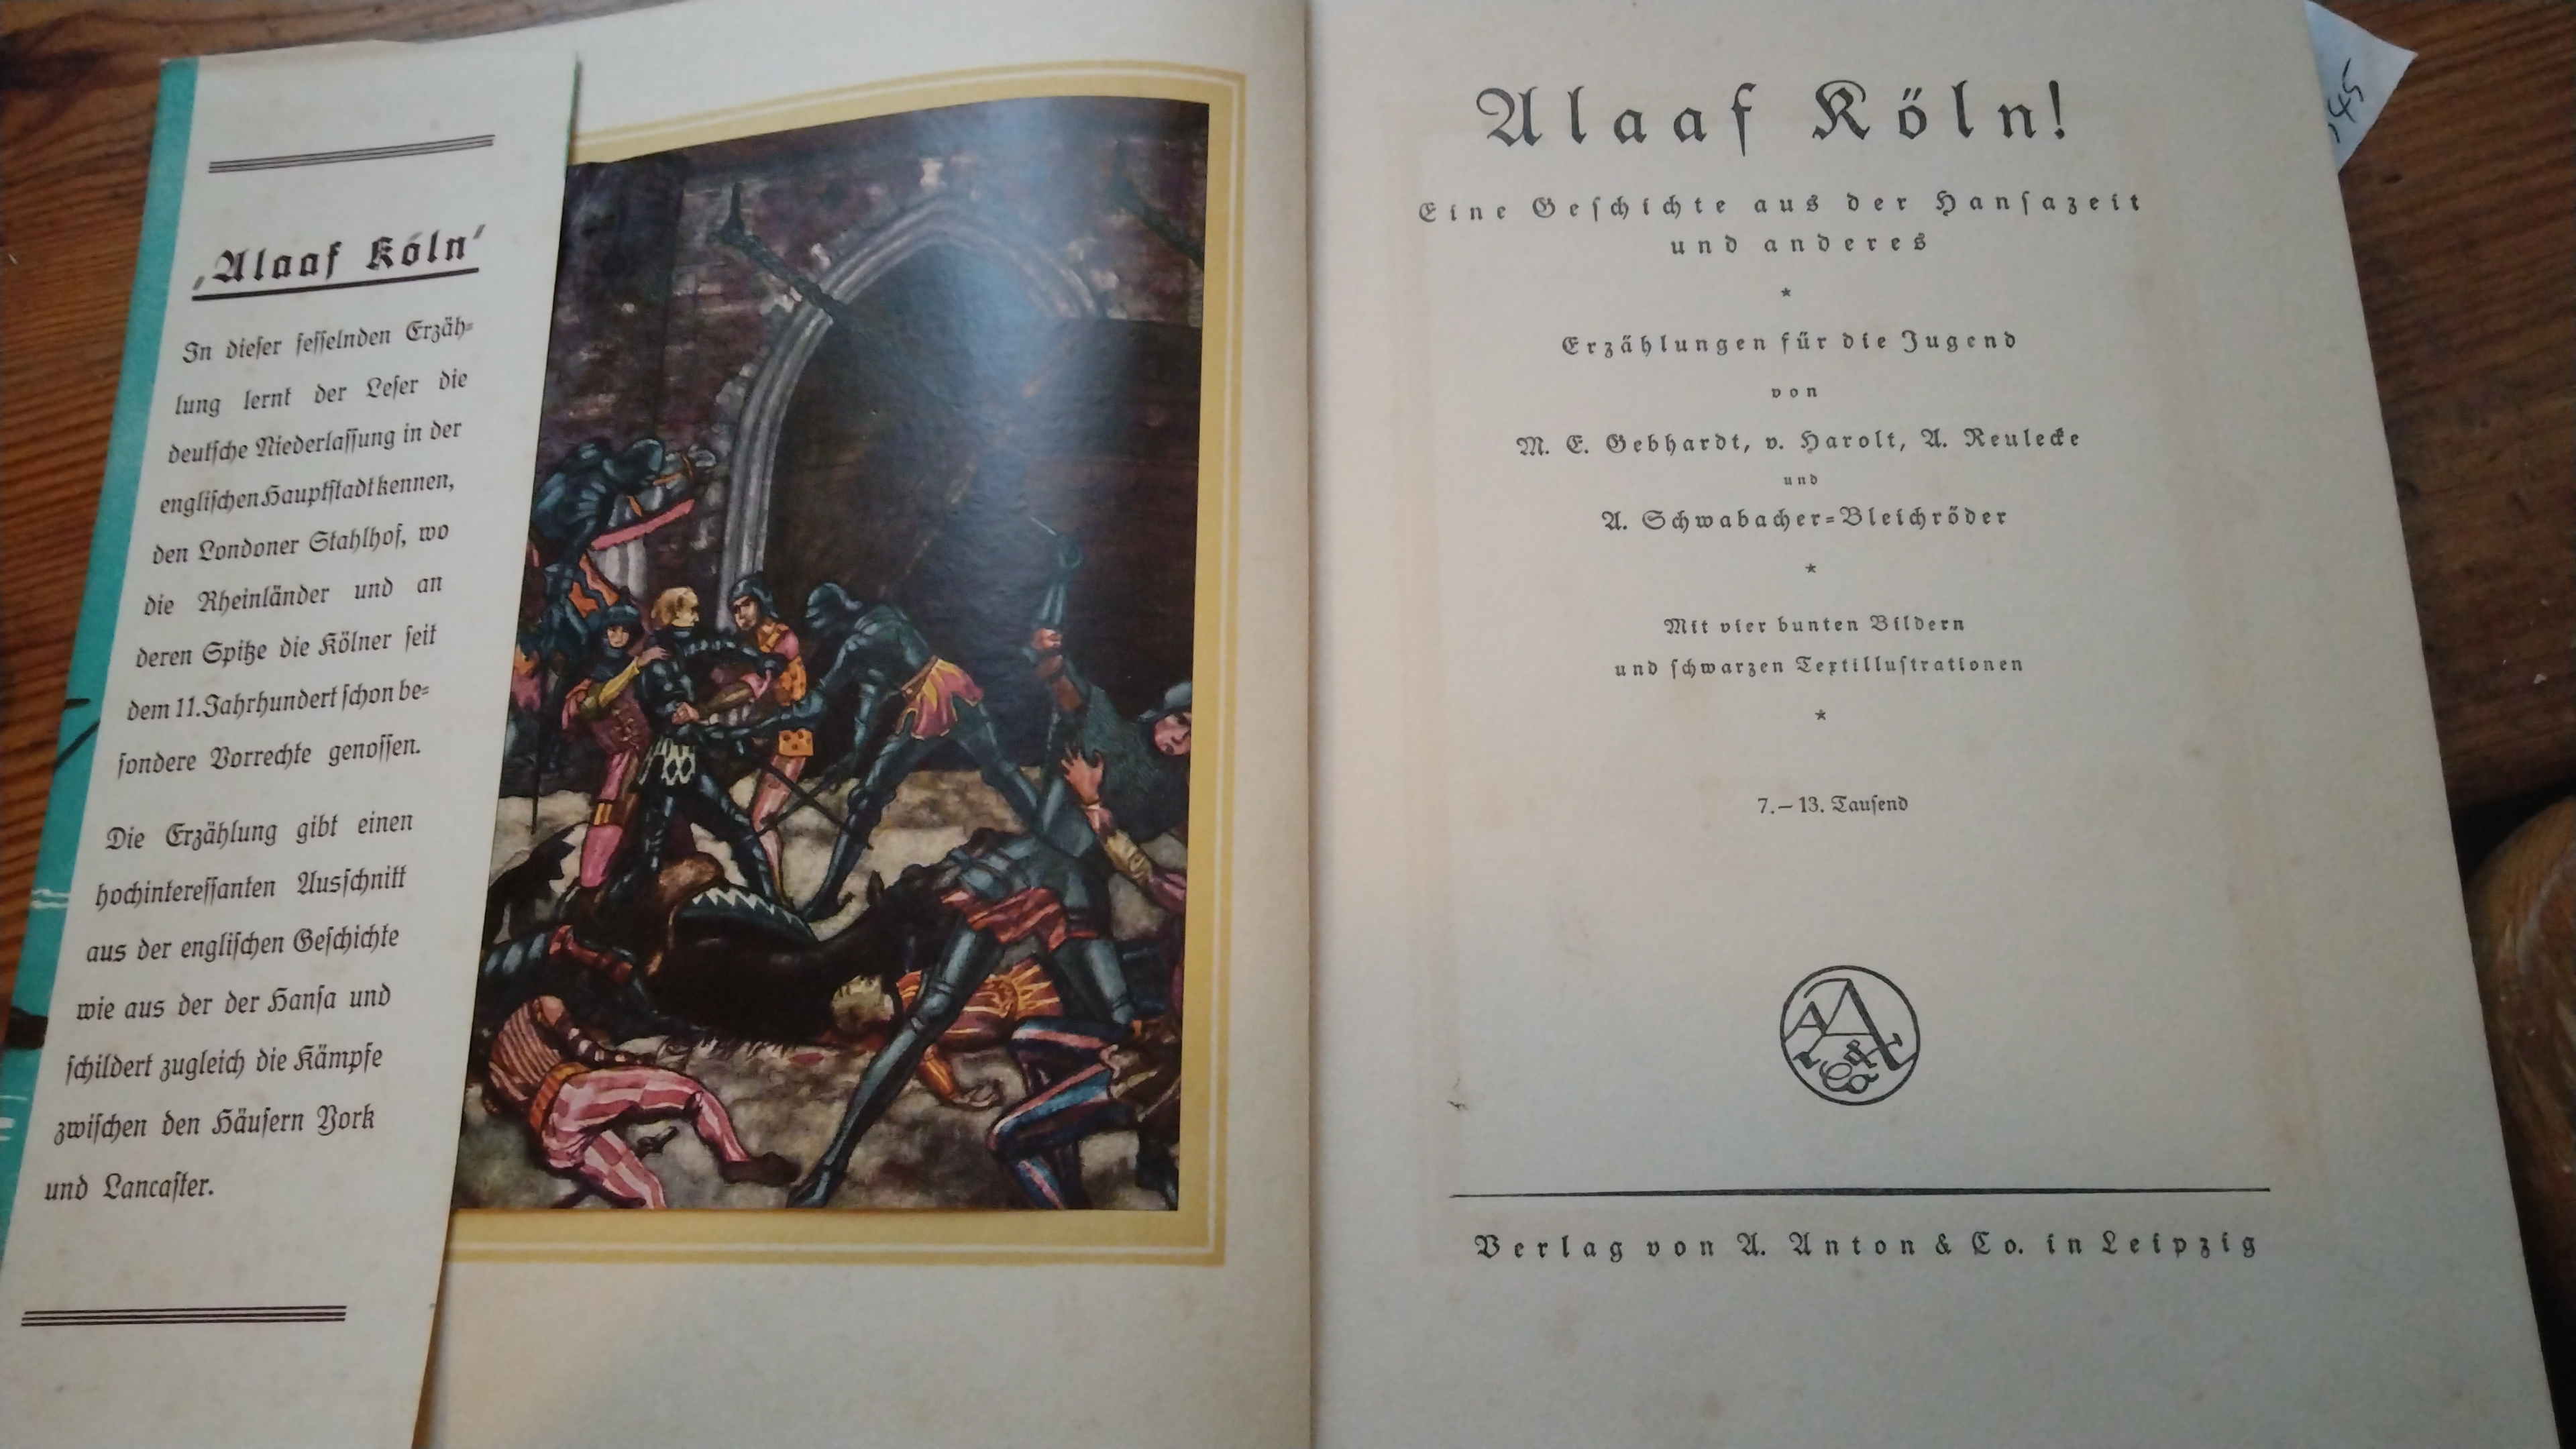 ‚Alaaf Köln‘
In dieser fesselnden Erzäh-
lung lernt der Leser die
deutsche Niederlassung in der
englischen Hauptstadt kennen,
den Londoner Stahlhof, wo
die Rheinländer und an
deren Spitze die Kölner seit
dem 11. Jahrhundert schon be-
sondere Vorrechte genossen.
Die Erzählung gibt einen
hochinteressanten Ausschnitt
aus der englischen Geschichte
wie aus der der Hansa und
schildert zugleich die Kämpfe
zwischen den Häusern York
und Lancaster.
Alaaf Köln!
Eine Geschichte aus der Hansazeit
und anderes
*
Erzählungen für die Jugend
von
M. E. Gebhardt, v. Harolt, A. Reulecke
und
A. Schwabacher-Bleichröder
*
Mit vier bunten Bildern
und schwarzen Textillustrationen
*
7.–13. Tausend
Verlag von A. Anton & Co. in Leipzig